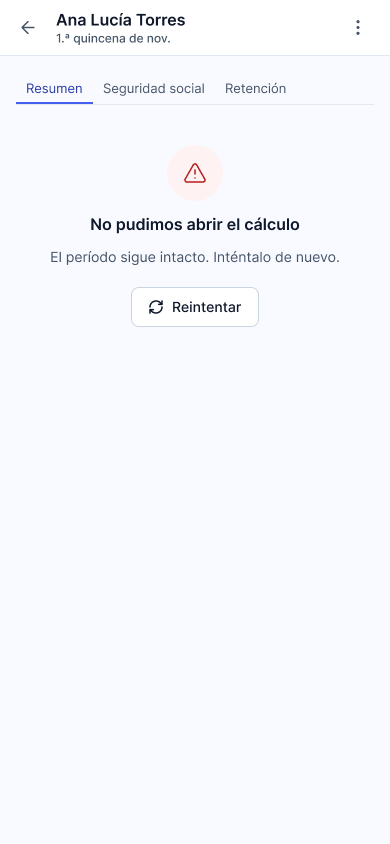 Ana Lucía Torres
1.ª quincena de nov.
Resumen Seguridad social Retención
No pudimos abrir el cálculo
El período sigue intacto. Inténtalo de nuevo.
Reintentar